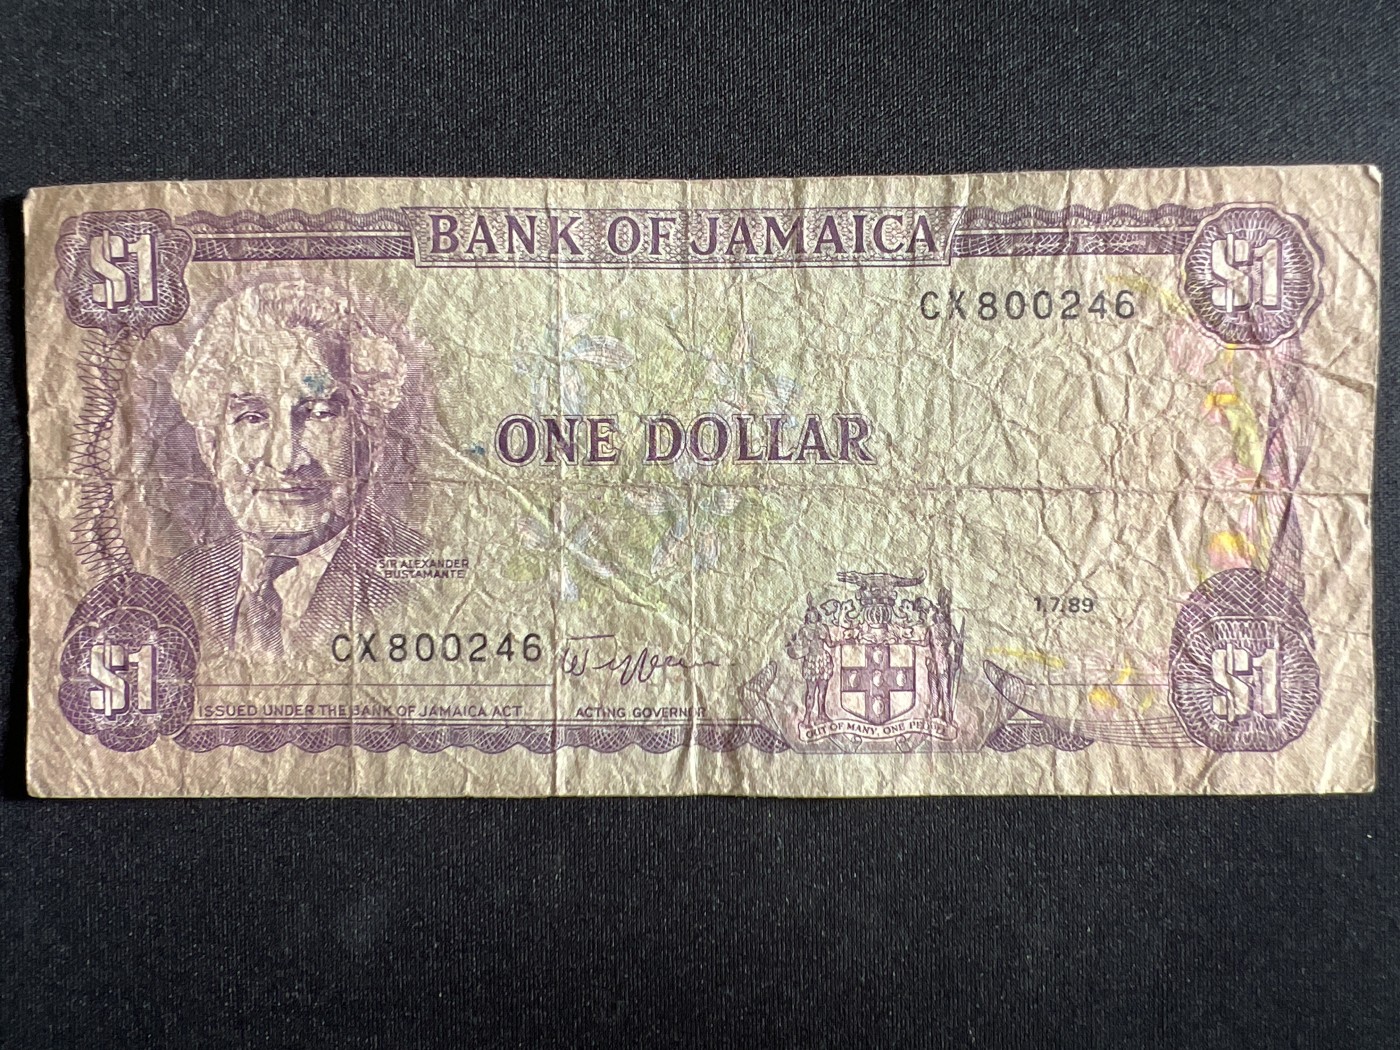 BANK OF JAMAICA
$1
$1
CX800246
ONE DOLLAR
SIR ALEXANDER
BUSTAMANTE
1.7.89
CX800246
$1
$1
ISSUED UNDER THE BANK OF JAMAICA ACT
ACTING GOVERNOR
OUT OF MANY, ONE PEOPLE